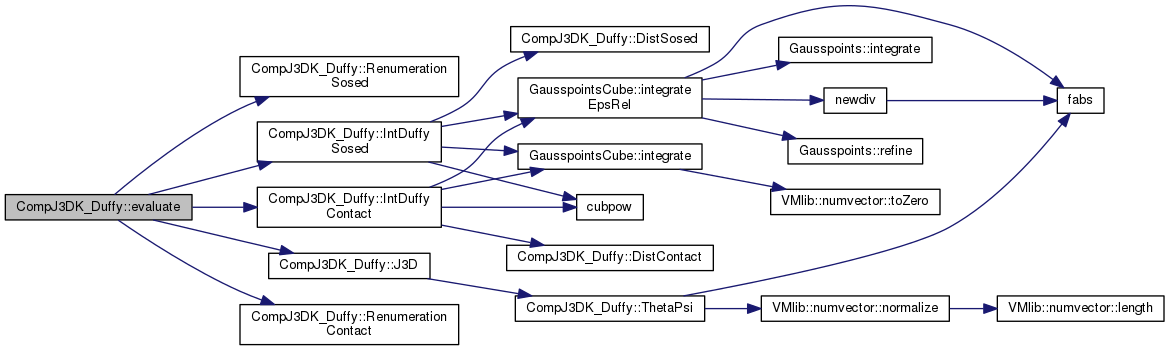 CompJ3DK_Duffy::evaluate
CompJ3DK_Duffy::Renumeration
Sosed
CompJ3DK_Duffy::IntDuffy
Sosed
CompJ3DK_Duffy::IntDuffy
Contact
CompJ3DK_Duffy::J3D
CompJ3DK_Duffy::Renumeration
Contact
CompJ3DK_Duffy::DistSosed
GausspointsCube::integrate
EpsRel
GausspointsCube::integrate
cubpow
CompJ3DK_Duffy::DistContact
CompJ3DK_Duffy::ThetaPsi
Gausspoints::integrate
newdiv
Gausspoints::refine
VMlib::numvector::toZero
VMlib::numvector::normalize
fabs
VMlib::numvector::length